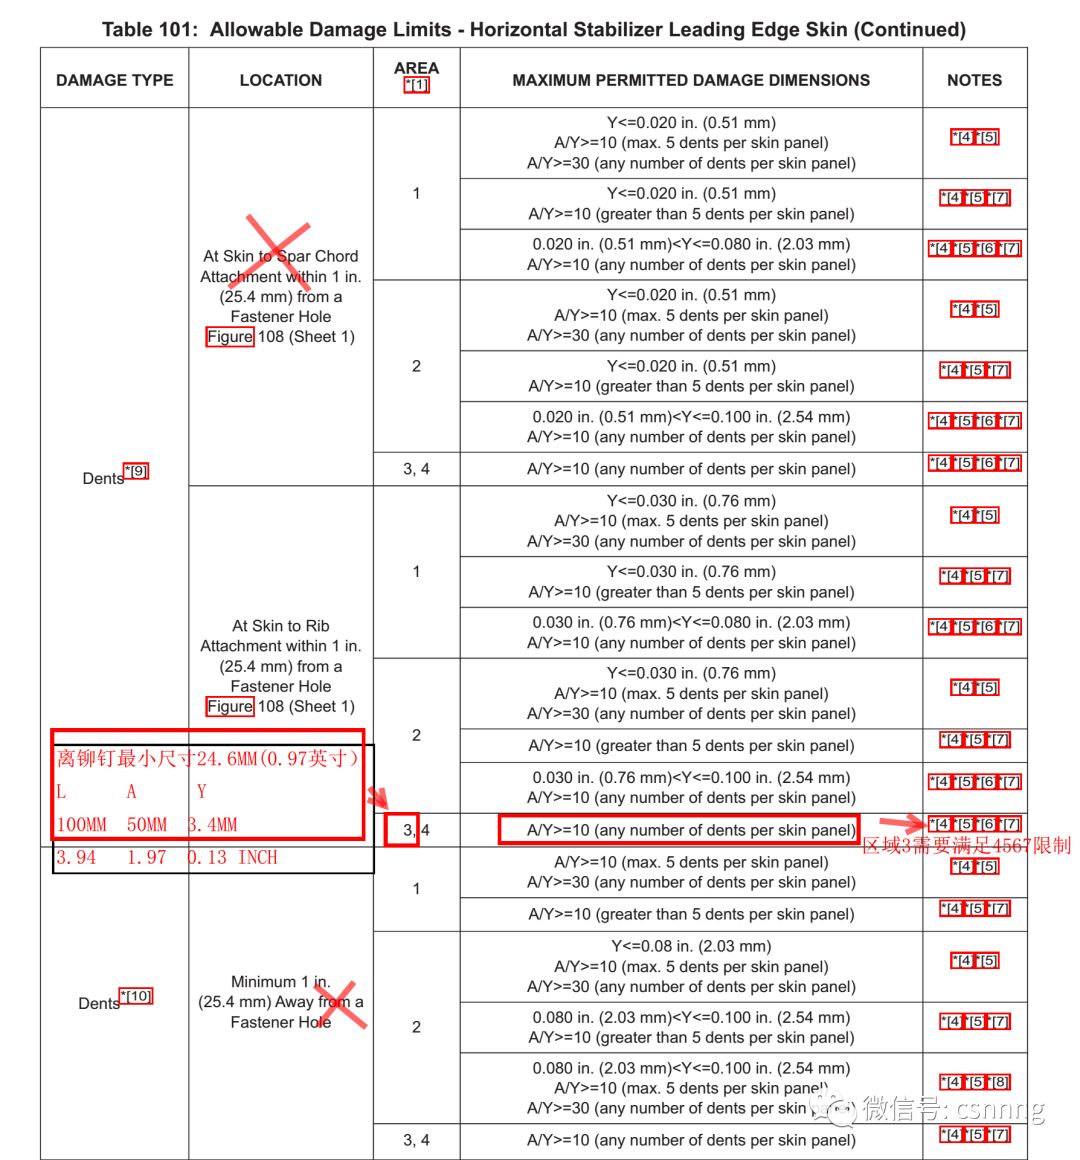 Table 101: Allowable Damage Limits - Horizontal Stabilizer Leading Edge Skin (Continued)
DAMAGE TYPE
LOCATION
AREA
*[1]
MAXIMUM PERMITTED DAMAGE DIMENSIONS
NOTES
Dents*[9]
At Skin to Spar Chord
Attachment within 1 in.
(25.4 mm) from a
Fastener Hole
Figure 108 (Sheet 1)
1
Y<=0.020 in. (0.51 mm)
A/Y>=10 (max. 5 dents per skin panel)
A/Y>=30 (any number of dents per skin panel)
*[4]*[5]
Y<=0.020 in. (0.51 mm)
A/Y>=10 (greater than 5 dents per skin panel)
*[4]*[5]*[7]
0.020 in. (0.51 mm)<Y<=0.080 in. (2.03 mm)
A/Y>=10 (any number of dents per skin panel)
*[4]*[5]*[6]*[7]
2
Y<=0.020 in. (0.51 mm)
A/Y>=10 (max. 5 dents per skin panel)
A/Y>=30 (any number of dents per skin panel)
*[4]*[5]
Y<=0.020 in. (0.51 mm)
A/Y>=10 (greater than 5 dents per skin panel)
*[4]*[5]*[7]
0.020 in. (0.51 mm)<Y<=0.100 in. (2.54 mm)
A/Y>=10 (any number of dents per skin panel)
*[4]*[5]*[6]*[7]
3, 4
A/Y>=10 (any number of dents per skin panel)
*[4]*[5]*[6]*[7]
At Skin to Rib
Attachment within 1 in.
(25.4 mm) from a
Fastener Hole
Figure 108 (Sheet 1)
1
Y<=0.030 in. (0.76 mm)
A/Y>=10 (max. 5 dents per skin panel)
A/Y>=30 (any number of dents per skin panel)
*[4]*[5]
Y<=0.030 in. (0.76 mm)
A/Y>=10 (greater than 5 dents per skin panel)
*[4]*[5]*[7]
0.030 in. (0.76 mm)<Y<=0.080 in. (2.03 mm)
A/Y>=10 (any number of dents per skin panel)
*[4]*[5]*[6]*[7]
2
Y<=0.030 in. (0.76 mm)
A/Y>=10 (max. 5 dents per skin panel)
A/Y>=30 (any number of dents per skin panel)
*[4]*[5]
A/Y>=10 (greater than 5 dents per skin panel)
*[4]*[5]*[7]
0.030 in. (0.76 mm)<Y<=0.100 in. (2.54 mm)
A/Y>=10 (any number of dents per skin panel)
*[4]*[5]*[6]*[7]
3, 4
A/Y>=10 (any number of dents per skin panel)
*[4]*[5]*[6]*[7]
离铆钉最小尺寸24.6MM(0.97英寸)
L A Y
100MM 50MM 3.4MM
3.94 1.97 0.13 INCH
区域3需要满足4567限制
Dents*[10]
Minimum 1 in.
(25.4 mm) Away from a
Fastener Hole
1
A/Y>=10 (max. 5 dents per skin panel)
A/Y>=30 (any number of dents per skin panel)
*[4]*[5]
A/Y>=10 (greater than 5 dents per skin panel)
*[4]*[5]*[7]
2
Y<=0.08 in. (2.03 mm)
A/Y>=10 (max. 5 dents per skin panel)
A/Y>=30 (any number of dents per skin panel)
*[4]*[5]
0.080 in. (2.03 mm)<Y<=0.100 in. (2.54 mm)
A/Y>=10 (greater than 5 dents per skin panel)
*[4]*[5]*[7]
0.080 in. (2.03 mm)<Y<=0.100 in. (2.54 mm)
A/Y>=10 (max. 5 dents per skin panel)
A/Y>=30 (any number of dents per skin panel)
*[4]*[5]*[8]
3, 4
A/Y>=10 (any number of dents per skin panel)
*[4]*[5]*[7]
微信号: csnnng